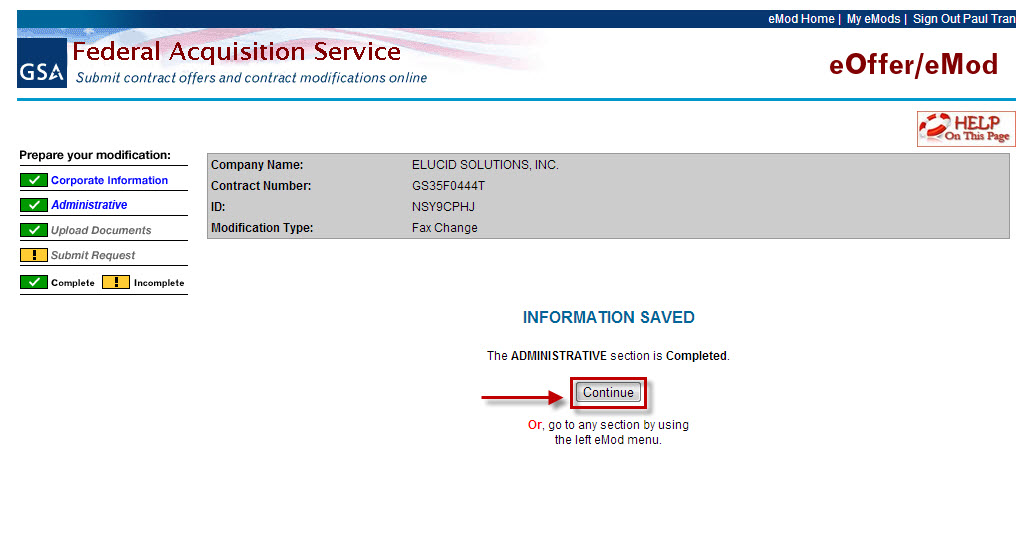 eMod Home | My eMods | Sign Out Paul Tran
GSA
Federal Acquisition Service
Submit contract offers and contract modifications online
eOffer/eMod
HELP
On This Page
Prepare your modification:
Corporate Information
Administrative
Upload Documents
! Submit Request
Complete ! Incomplete
Company Name: ELUCID SOLUTIONS, INC.
Contract Number: GS35F0444T
ID: NSY9CPHJ
Modification Type: Fax Change
INFORMATION SAVED
The ADMINISTRATIVE section is Completed.
Continue
Or, go to any section by using
the left eMod menu.